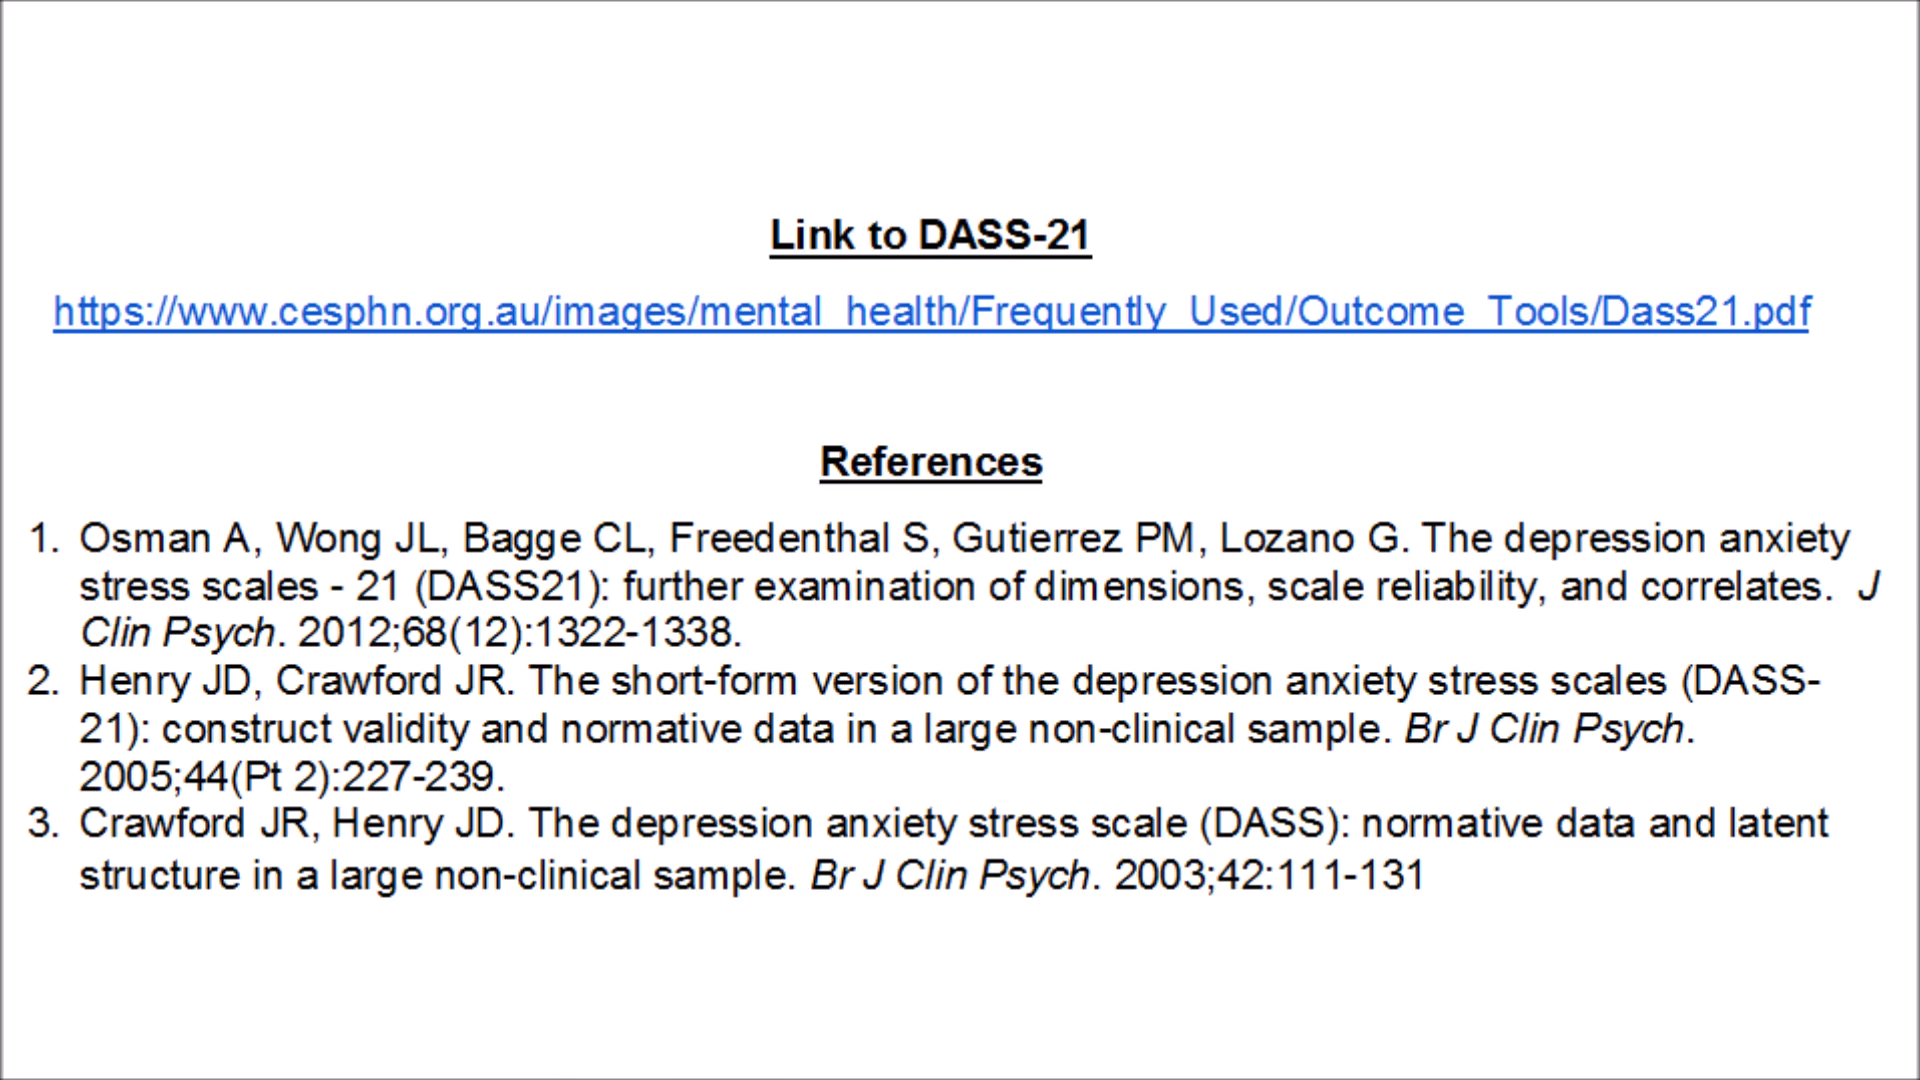 Link to DASS-21
https://www.cesphn.org.au/images/mental_health/Frequently_Used/Outcome_Tools/Dass21.pdf
References
1. Osman A, Wong JL, Bagge CL, Freedenthal S, Gutierrez PM, Lozano G. The depression anxiety
stress scales - 21 (DASS21): further examination of dimensions, scale reliability, and correlates. J
Clin Psych. 2012;68(12):1322-1338.
2. Henry JD, Crawford JR. The short-form version of the depression anxiety stress scales (DASS-
21): construct validity and normative data in a large non-clinical sample. Br J Clin Psych.
2005;44(Pt 2):227-239.
3. Crawford JR, Henry JD. The depression anxiety stress scale (DASS): normative data and latent
structure in a large non-clinical sample. Br J Clin Psych. 2003;42:111-131